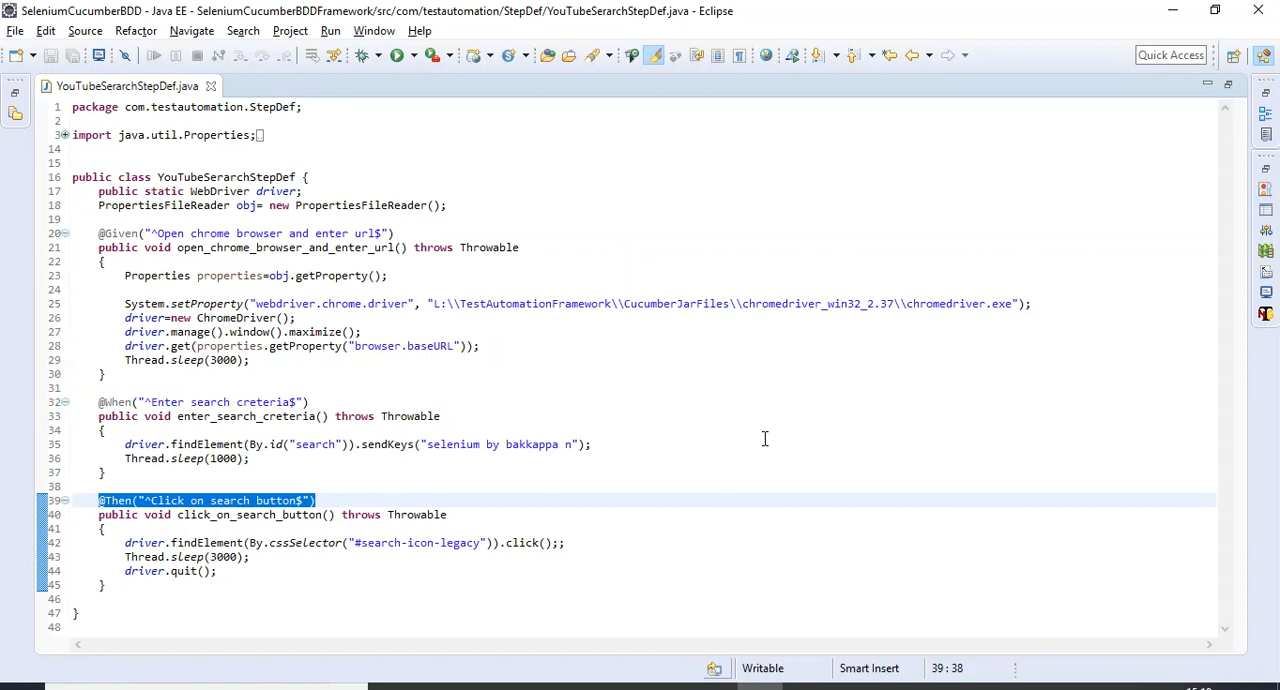 SeleniumCucumberBDD - Java EE - SeleniumCucumberBDDFramework/src/com/testautomation/StepDef/YouTubeSerarchStepDef.java - Eclipse
File Edit Source Refactor Navigate Search Project Run Window Help
Quick Access
YouTubeSerarchStepDef.java
1 package com.testautomation.StepDef;
2
3 import java.util.Properties;
14
15
16 public class YouTubeSerarchStepDef {
17 public static WebDriver driver;
18 PropertiesFileReader obj= new PropertiesFileReader();
19
20 @Given("^Open chrome browser and enter url$")
21 public void open_chrome_browser_and_enter_url() throws Throwable
22 {
23 Properties properties=obj.getProperty();
24
25 System.setProperty("webdriver.chrome.driver", "L:\\TestAutomationFramework\\CucumberJarFiles\\chromedriver_win32_2.37\\chromedriver.exe");
26 driver=new ChromeDriver();
27 driver.manage().window().maximize();
28 driver.get(properties.getProperty("browser.baseURL"));
29 Thread.sleep(3000);
30 }
31
32 @When("^Enter search creteria$")
33 public void enter_search_creteria() throws Throwable
34 {
35 driver.findElement(By.id("search")).sendKeys("selenium by bakkappa n");
36 Thread.sleep(1000);
37 }
38
39 @Then("^Click on search button$")
40 public void click_on_search_button() throws Throwable
41 {
42 driver.findElement(By.cssSelector("#search-icon-legacy")).click();;
43 Thread.sleep(3000);
44 driver.quit();
45 }
46
47 }
48
Writable Smart Insert 39 : 38